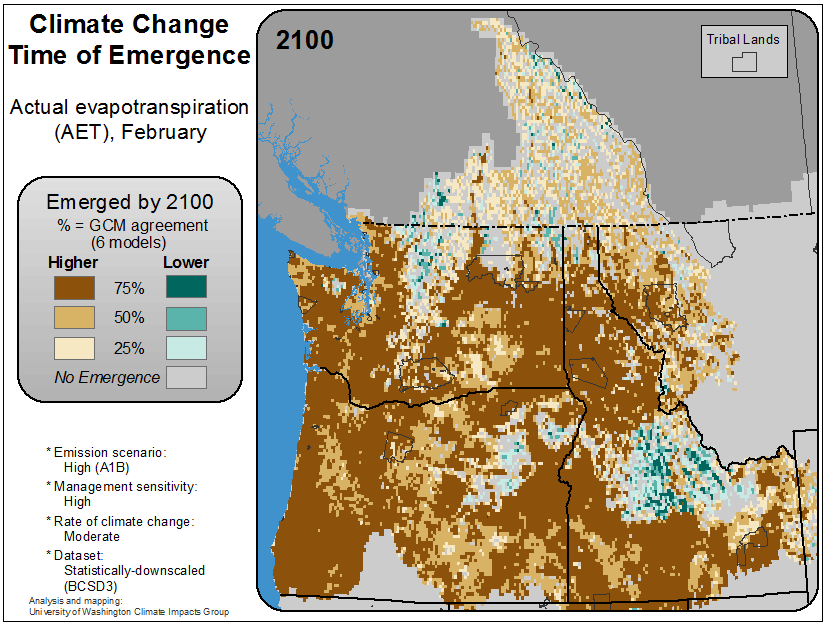 Climate Change
Time of Emergence
Actual evapotranspiration
(AET), February
Emerged by 2100
% = GCM agreement
(6 models)
Higher Lower
75%
50%
25%
No Emergence
* Emission scenario:
High (A1B)
* Management sensitivity:
High
* Rate of climate change:
Moderate
* Dataset:
Statistically-downscaled
(BCSD3)
Analysis and mapping:
University of Washington Climate Impacts Group
2100
Tribal Lands